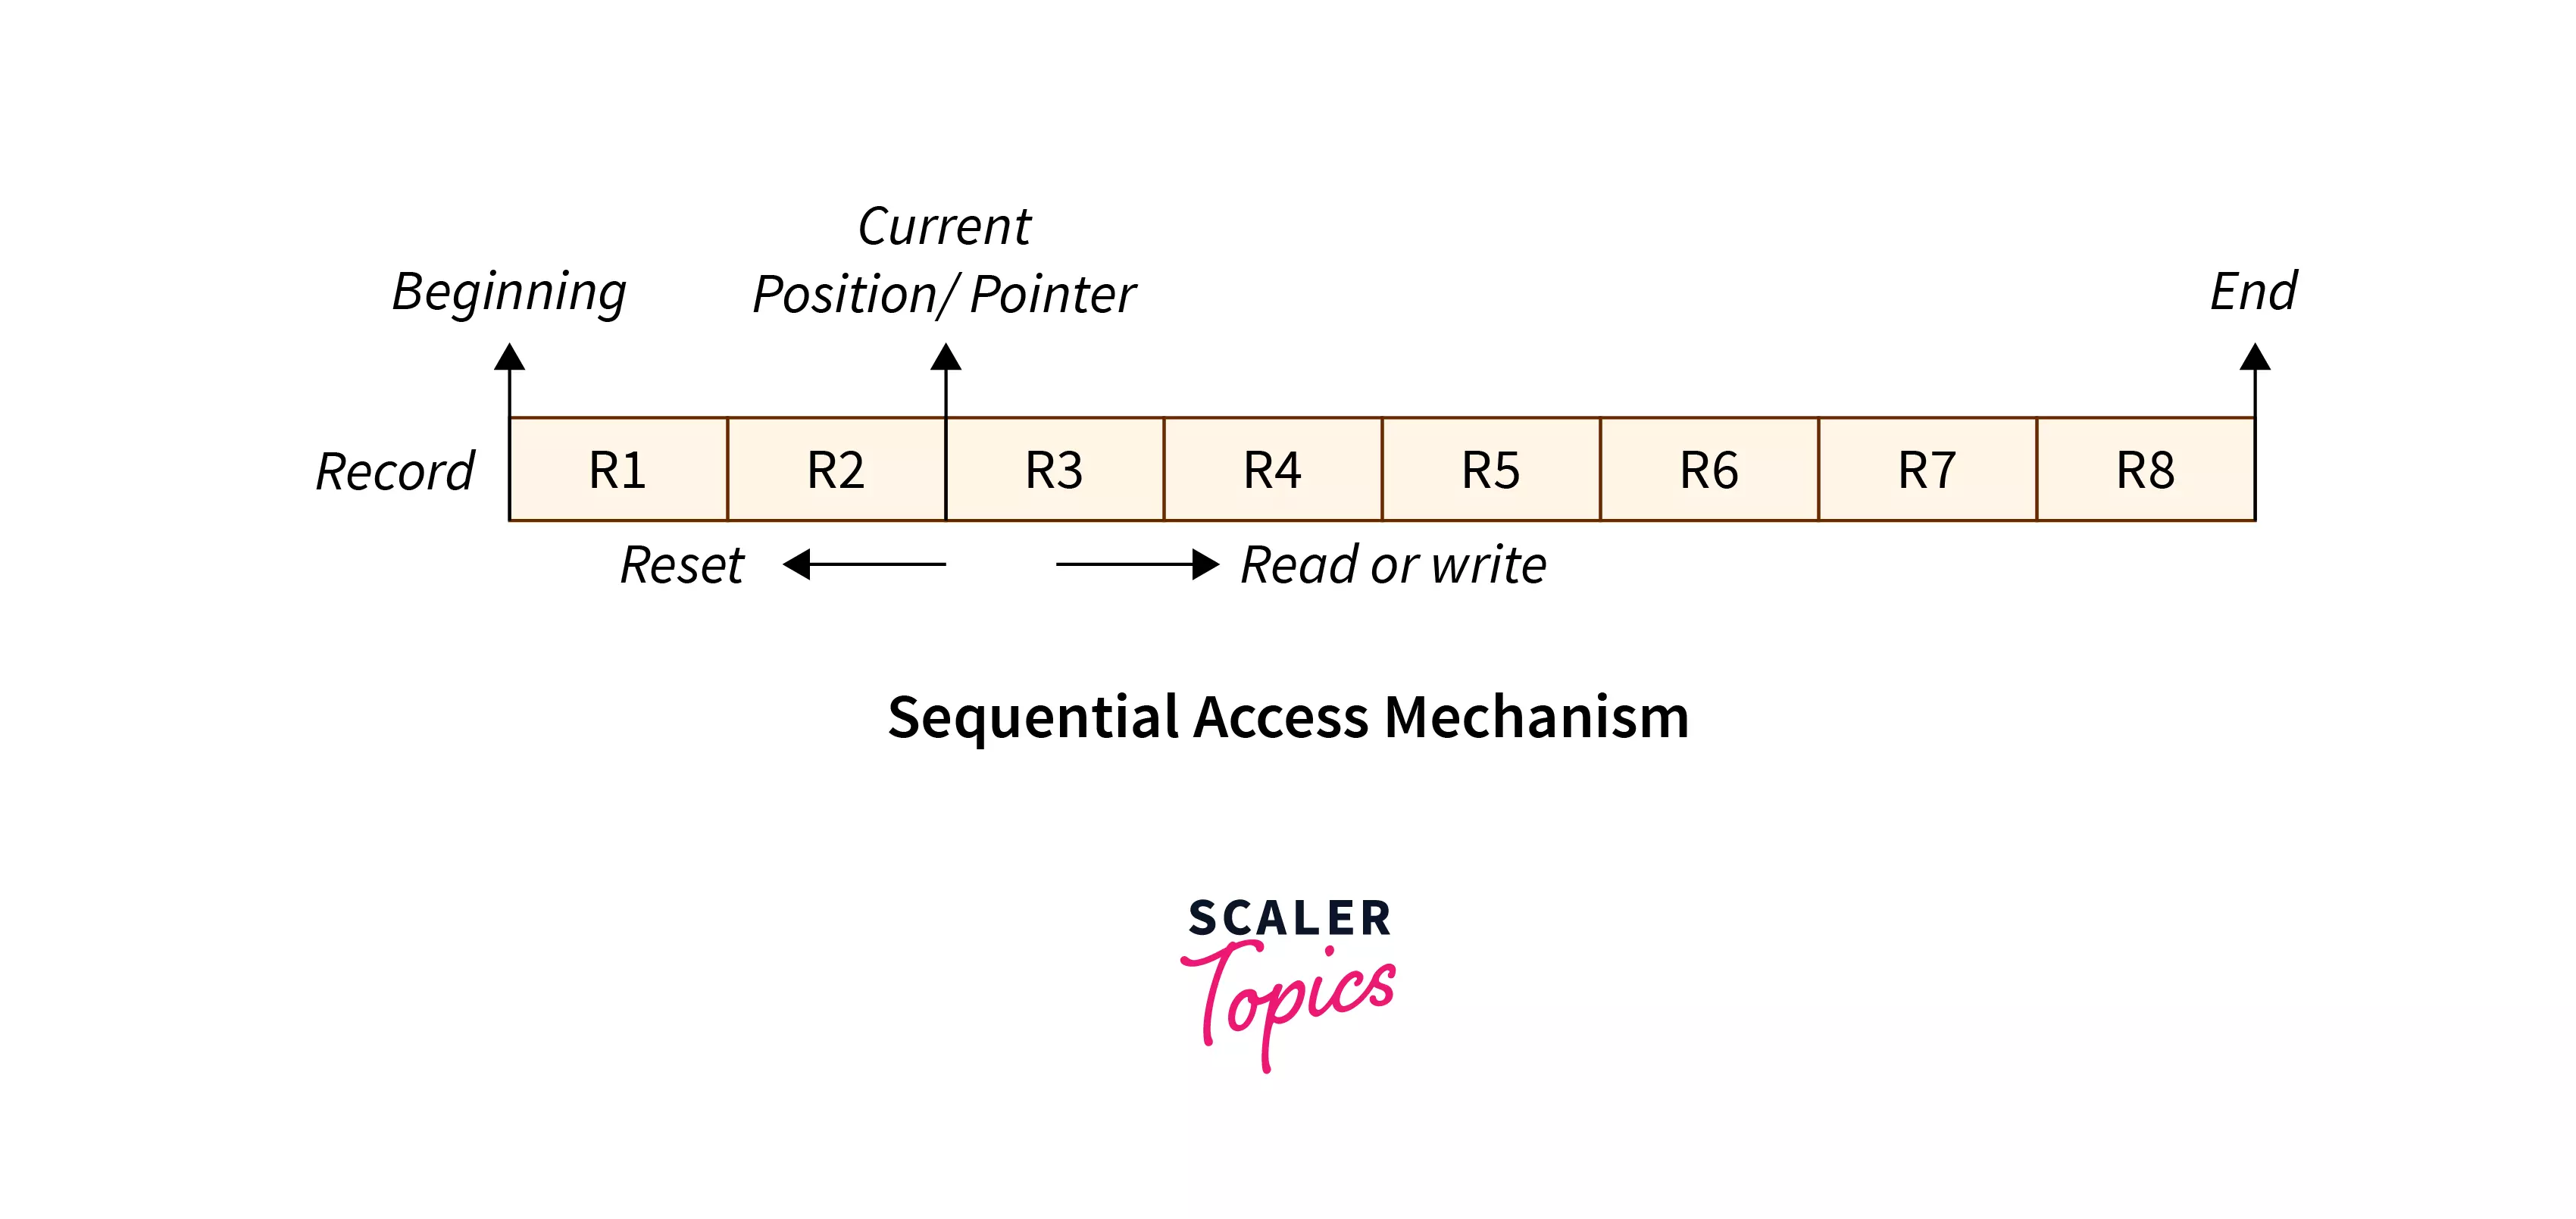 Current
Beginning Position/ Pointer End
Record R1 R2 R3 R4 R5 R6 R7 R8
Reset Read or write
Sequential Access Mechanism
SCALER
Topics